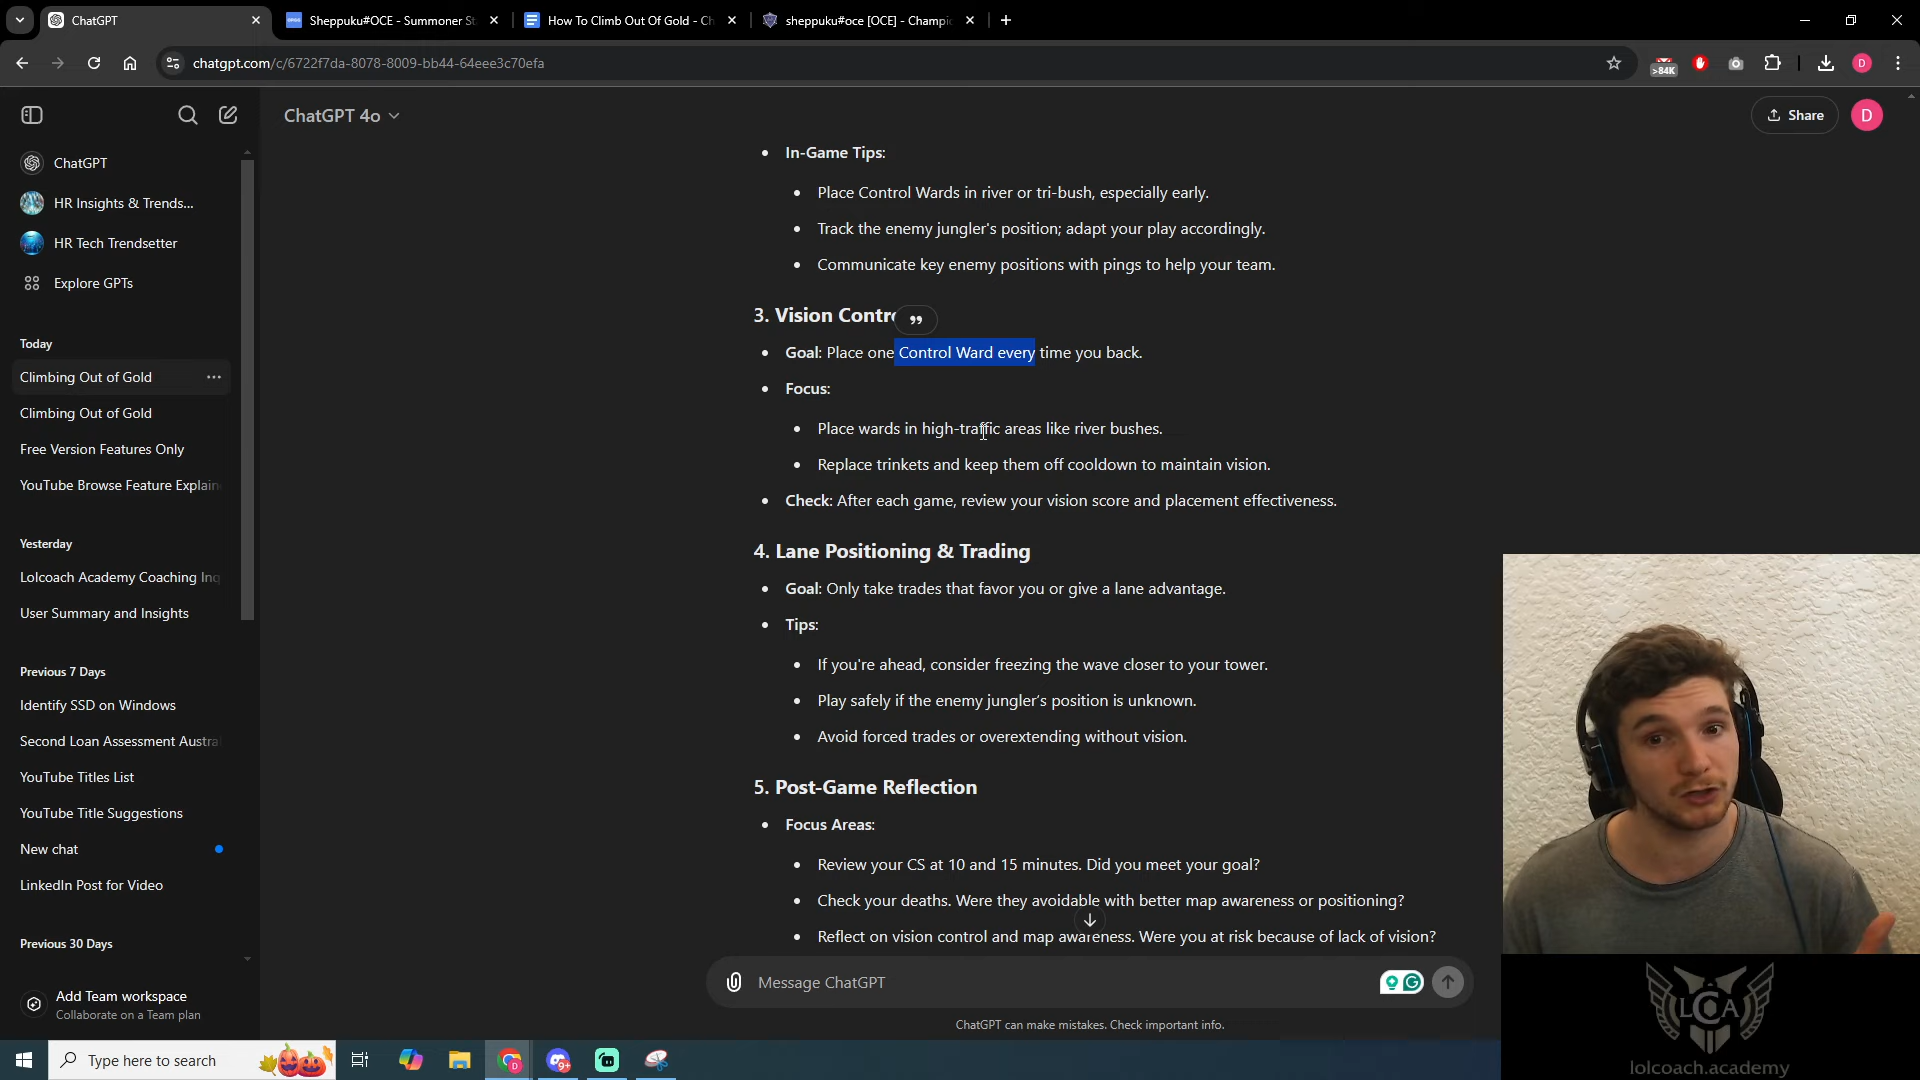 ChatGPT
Sheppuku#OCE - Summoner St
How To Climb Out Of Gold - Ch
sheppuku#oce [OCE] - Champio
chatgpt.com/c/6722f7da-8078-8009-bb44-64eee3c70efa
>84K
D
ChatGPT 4o
Share
D
ChatGPT
HR Insights & Trends...
HR Tech Trendsetter
Explore GPTs
Today
Climbing Out of Gold
Climbing Out of Gold
Free Version Features Only
YouTube Browse Feature Explain
Yesterday
Lolcoach Academy Coaching Inq
User Summary and Insights
Previous 7 Days
Identify SSD on Windows
Second Loan Assessment Austra
YouTube Titles List
YouTube Title Suggestions
New chat
LinkedIn Post for Video
Previous 30 Days
Add Team workspace
Collaborate on a Team plan
In-Game Tips:
Place Control Wards in river or tri-bush, especially early.
Track the enemy jungler's position; adapt your play accordingly.
Communicate key enemy positions with pings to help your team.
3. Vision Contro
Goal: Place one Control Ward every time you back.
Focus:
Place wards in high-traffic areas like river bushes.
Replace trinkets and keep them off cooldown to maintain vision.
Check: After each game, review your vision score and placement effectiveness.
4. Lane Positioning & Trading
Goal: Only take trades that favor you or give a lane advantage.
Tips:
If you're ahead, consider freezing the wave closer to your tower.
Play safely if the enemy jungler's position is unknown.
Avoid forced trades or overextending without vision.
5. Post-Game Reflection
Focus Areas:
Review your CS at 10 and 15 minutes. Did you meet your goal?
Check your deaths. Were they avoidable with better map awareness or positioning?
Reflect on vision control and map awareness. Were you at risk because of lack of vision?
Message ChatGPT
ChatGPT can make mistakes. Check important info.
Type here to search
D
9+
LCA
lolcoach.academy